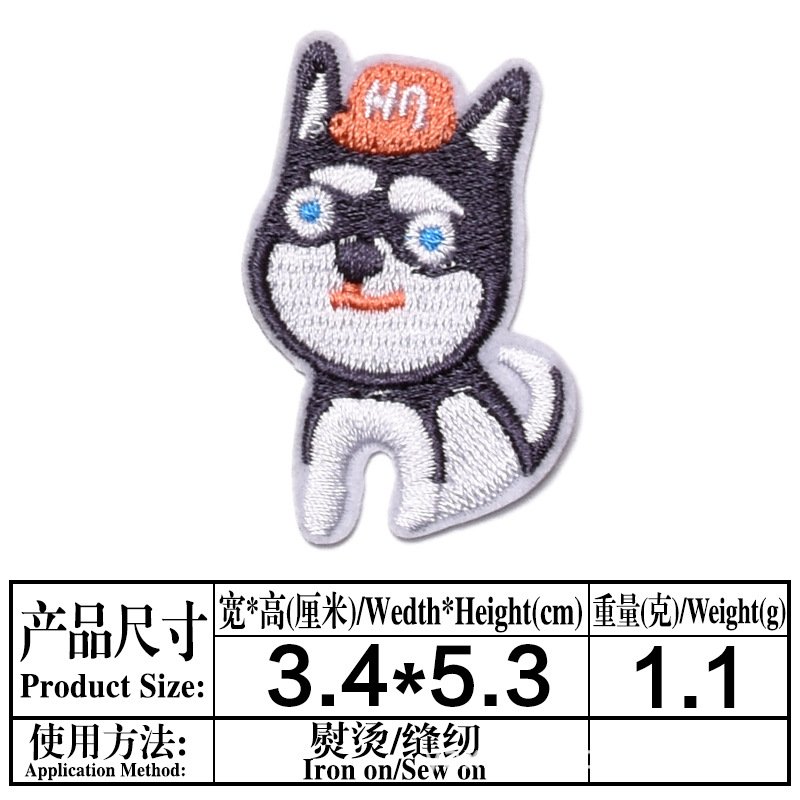 Hn
产品尺寸
Product Size:
宽*高(厘米)/Wedth*Height(cm)
重量(克)/Weight(g)
3.4*5.3
1.1
使用方法:
Application Method:
熨烫/缝纫
Iron on/Sew on